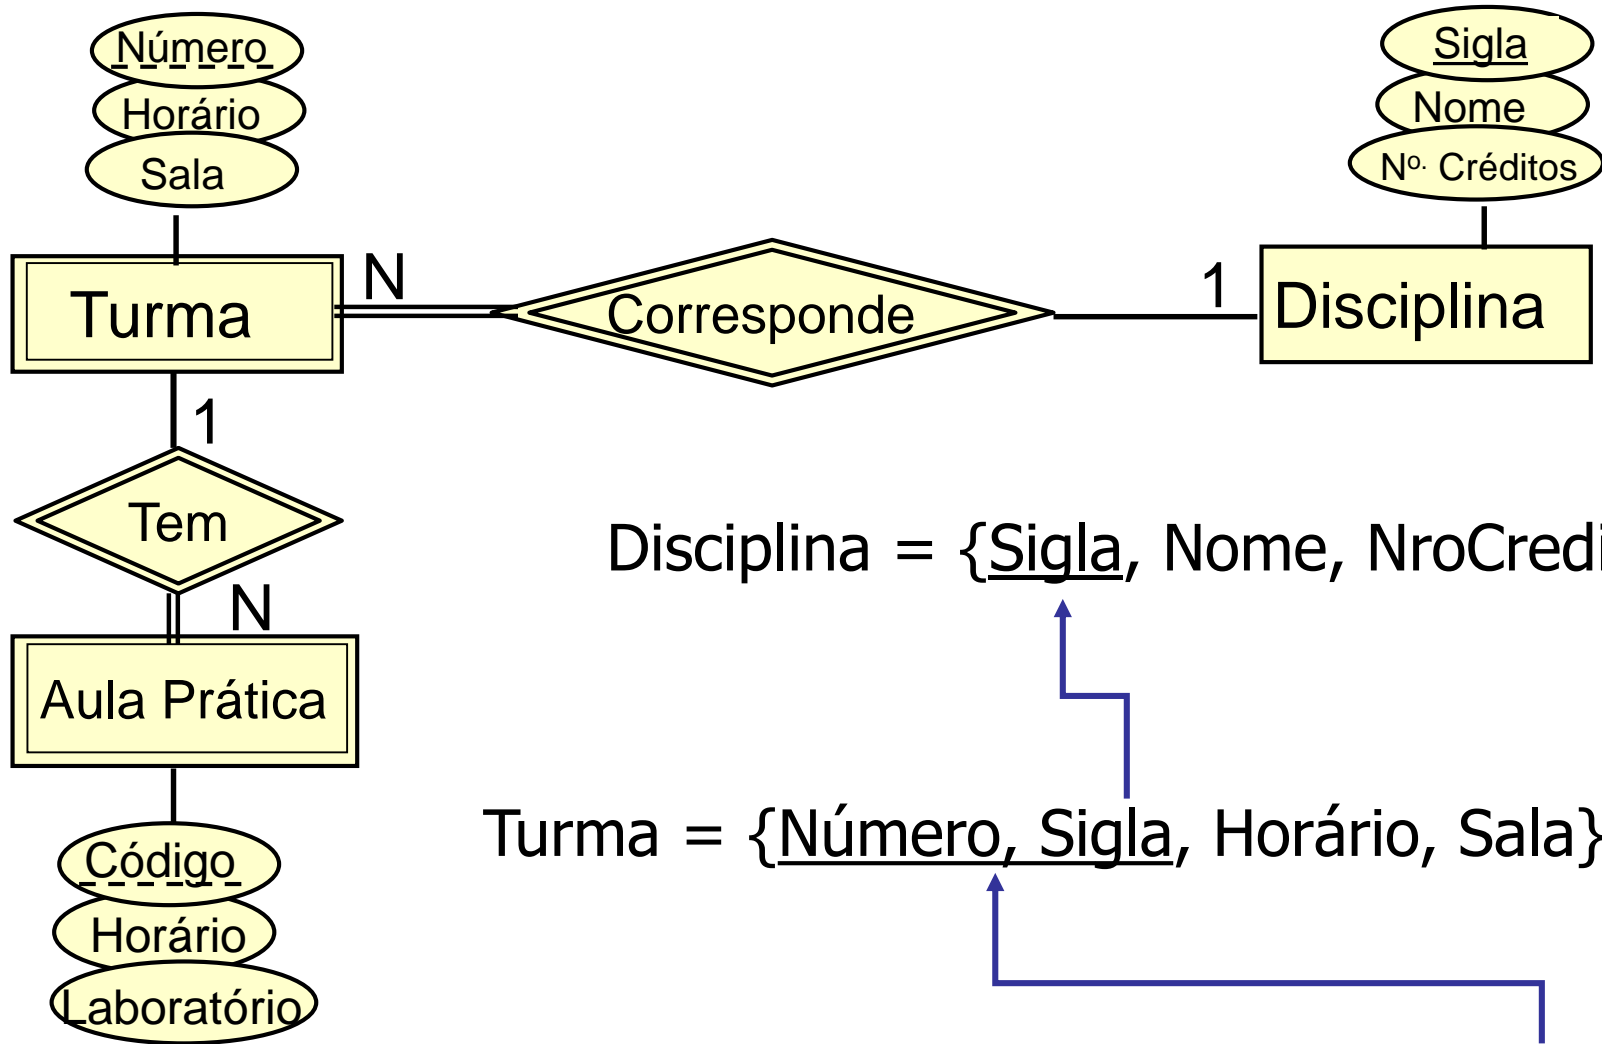 Número
Horário
Sala
Sigla
Nome
Nº. Créditos
Turma
N
Corresponde
1
Disciplina
1
Tem
N
Disciplina = {Sigla, Nome, NroCredi
Aula Prática
Turma = {Número, Sigla, Horário, Sala}
Código
Horário
Laboratório